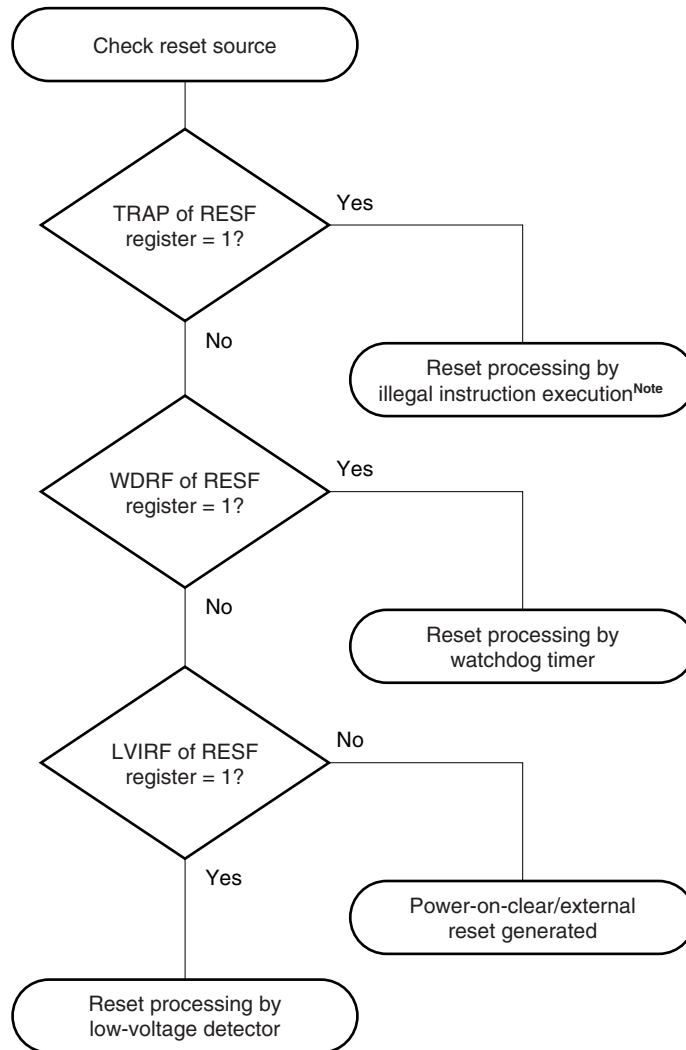 Check reset source
TRAP of RESF
register = 1?
Yes
No
Reset processing by
illegal instruction executionNote
WDRF of RESF
register = 1?
Yes
No
Reset processing by
watchdog timer
LVIRF of RESF
register = 1?
No
Yes
Power-on-clear/external
reset generated
Reset processing by
low-voltage detector